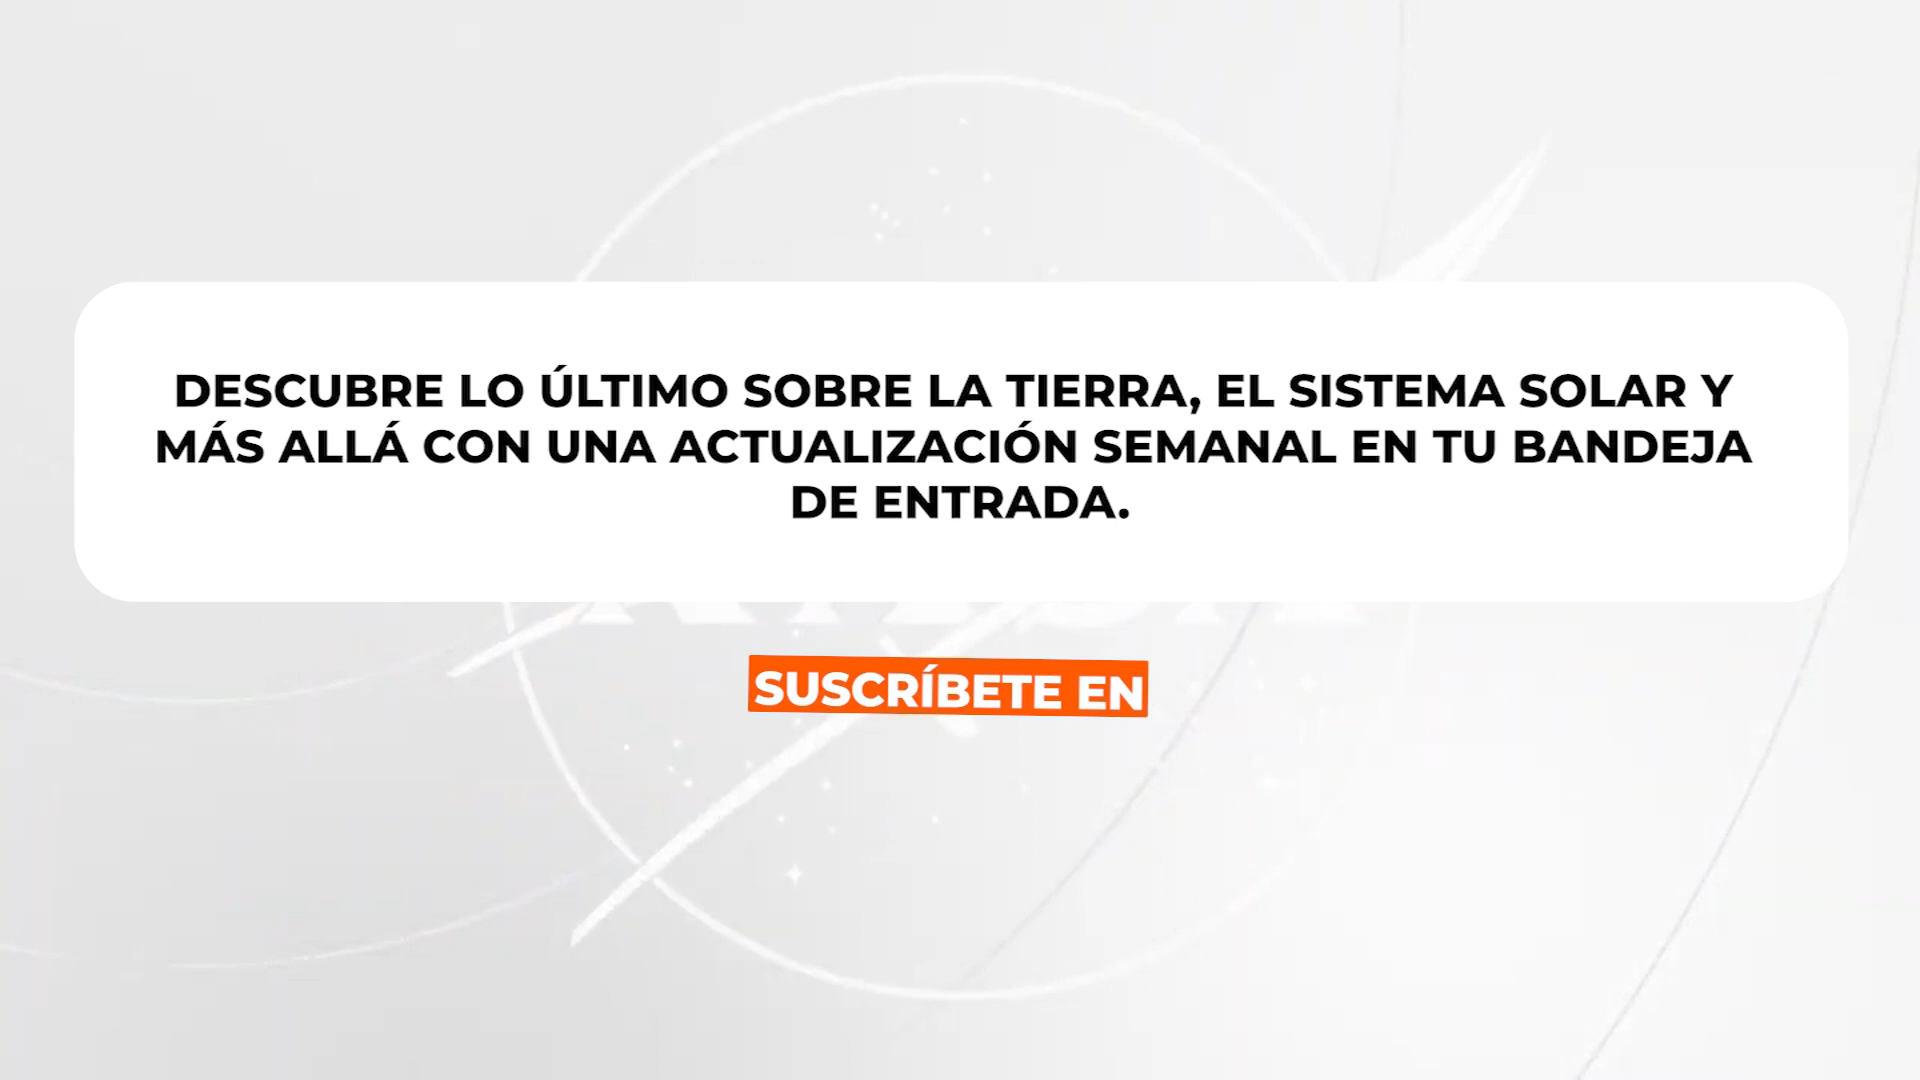 DESCUBRE LO ÚLTIMO SOBRE LA TIERRA, EL SISTEMA SOLAR Y
MÁS ALLÁ CON UNA ACTUALIZACIÓN SEMANAL EN TU BANDEJA
DE ENTRADA.
SUSCRÍBETE EN